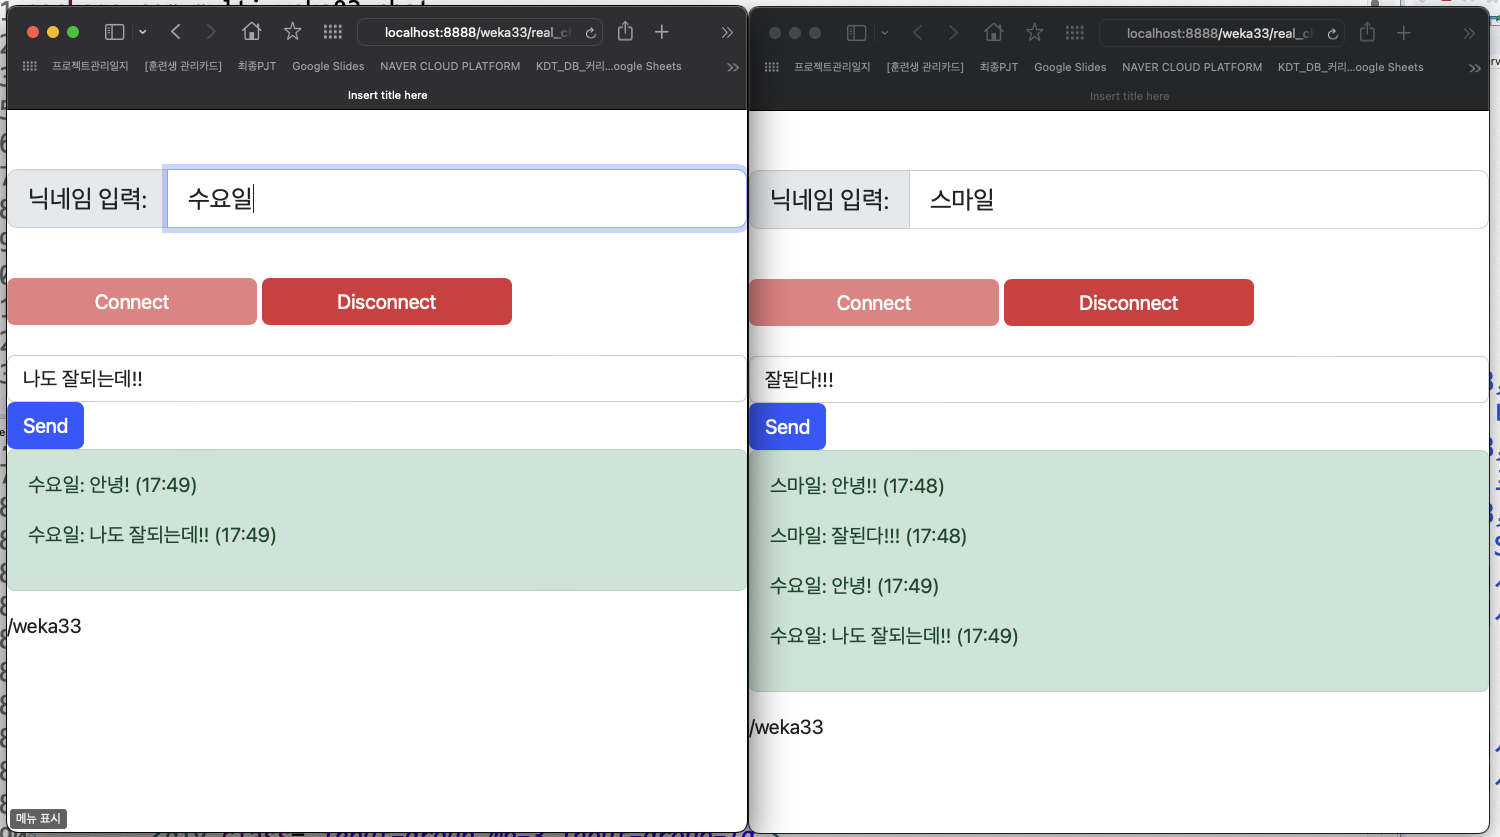 localhost:8888/weka33/real_c
프로젝트관리일지 [훈련생 관리카드] 최종PJT Google Slides NAVER CLOUD PLATFORM KDT_DB_커리...oogle Sheets
Insert title here
닉네임 입력: 수요일
Connect Disconnect
나도 잘되는데!!
Send
수요일: 안녕! (17:49)
수요일: 나도 잘되는데!! (17:49)
/weka33
메뉴 표시
localhost:8888/weka33/real_c
프로젝트관리일지 [훈련생 관리카드] 최종PJT Google Slides NAVER CLOUD PLATFORM KDT_DB_커리...oogle Sheets
Insert title here
닉네임 입력: 스마일
Connect Disconnect
잘된다!!!
Send
스마일: 안녕!! (17:48)
스마일: 잘된다!!! (17:48)
수요일: 안녕! (17:49)
수요일: 나도 잘되는데!! (17:49)
/weka33